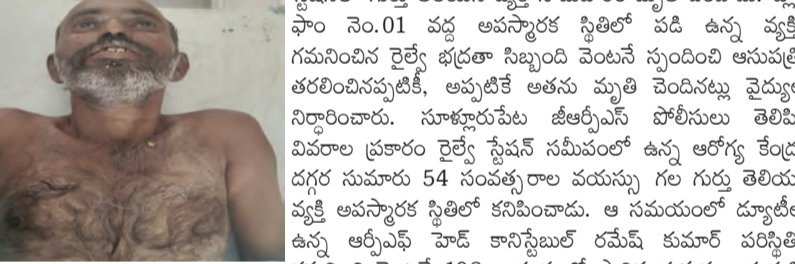 ఫాం నెం.01 వద్ద అపస్మారక స్థితిలో పడి ఉన్న వ్యక్తి
గమనించిన రైల్వే భద్రతా సిబ్బంది వెంటనే స్పందించి ఆసుపత్రి
తరలించినప్పటికీ, అప్పటికే అతను మృతి చెందినట్లు వైద్యుల
నిర్ధారించారు. సూళ్లూరుపేట జీఆర్పీఎస్ పోలీసులు తెలిపి
వివరాల ప్రకారం రైల్వే స్టేషన్ సమీపంలో ఉన్న ఆరోగ్య కేంద్ర
దగ్గర సుమారు 54 సంవత్సరాల వయస్సు గల గుర్తు తెలియ
వ్యక్తి అపస్మారక స్థితిలో కనిపించాడు. ఆ సమయంలో డ్యూటీల
ఉన్న ఆర్పీఎఫ్ హెడ్ కానిస్టేబుల్ రమేష్ కుమార్ పరిస్థితి